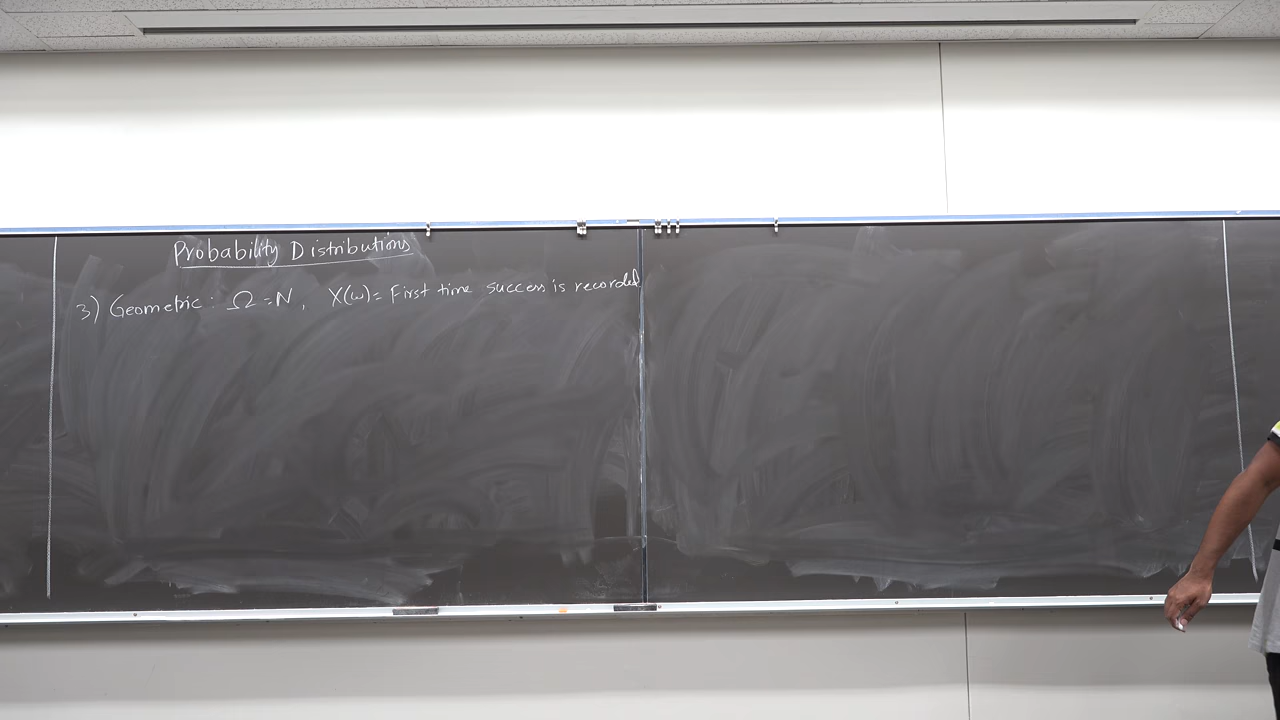 Probability Distributions
3) Geometric: Ω = N, X(ω) = First time success is recorded